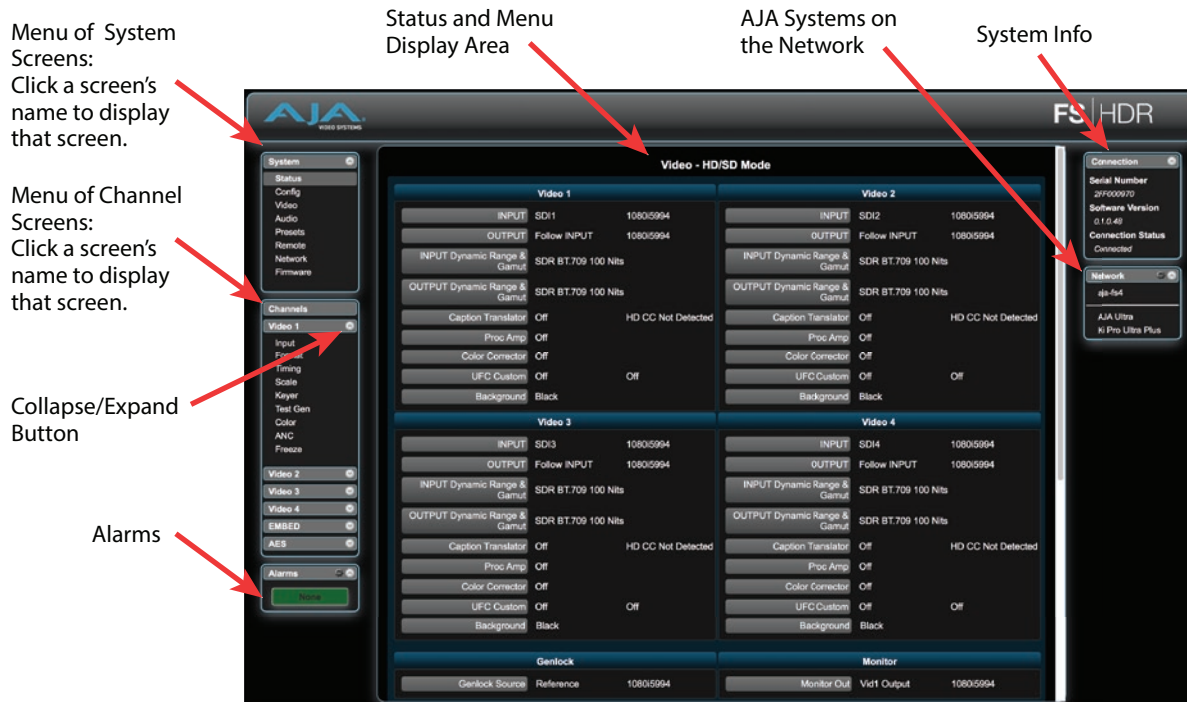 Menu of System
Screens:
Click a screen's
name to display
that screen.
Status and Menu
Display Area
AJA Systems on
the Network
System Info
Menu of Channel
Screens:
Click a screen's
name to display
that screen.
Collapse/Expand
Button
Alarms
AJA
VIDEO SYSTEMS
FS HDR
System
Status
Config
Video
Audio
Presets
Remote
Network
Firmware
Channels
Video 1
Input
Format
Timing
Scale
Keyer
Test Gen
Color
ANC
Freeze
Video 2
Video 3
Video 4
EMBED
AES
Alarms
None
Video - HD/SD Mode
Video 1
INPUT SDI1 1080i5994
OUTPUT Follow INPUT 1080i5994
INPUT Dynamic Range &
Gamut SDR BT.709 100 Nits
OUTPUT Dynamic Range &
Gamut SDR BT.709 100 Nits
Caption Translator Off HD CC Not Detected
Proc Amp Off
Color Corrector Off
UFC Custom Off Off
Background Black
Video 2
INPUT SDI2 1080i5994
OUTPUT Follow INPUT 1080i5994
INPUT Dynamic Range &
Gamut SDR BT.709 100 Nits
OUTPUT Dynamic Range &
Gamut SDR BT.709 100 Nits
Caption Translator Off HD CC Not Detected
Proc Amp Off
Color Corrector Off
UFC Custom Off Off
Background Black
Video 3
INPUT SDI3 1080i5994
OUTPUT Follow INPUT 1080i5994
INPUT Dynamic Range &
Gamut SDR BT.709 100 Nits
OUTPUT Dynamic Range &
Gamut SDR BT.709 100 Nits
Caption Translator Off HD CC Not Detected
Proc Amp Off
Color Corrector Off
UFC Custom Off Off
Background Black
Video 4
INPUT SDI4 1080i5994
OUTPUT Follow INPUT 1080i5994
INPUT Dynamic Range &
Gamut SDR BT.709 100 Nits
OUTPUT Dynamic Range &
Gamut SDR BT.709 100 Nits
Caption Translator Off HD CC Not Detected
Proc Amp Off
Color Corrector Off
UFC Custom Off Off
Background Black
Genlock
Genlock Source Reference 1080i5994
Monitor
Monitor Out Vid1 Output 1080i5994
Connection
Serial Number
2FF000970
Software Version
0.1.0.48
Connection Status
Connected
Network
aja-fs4
AJA Ultra
Ki Pro Ultra Plus